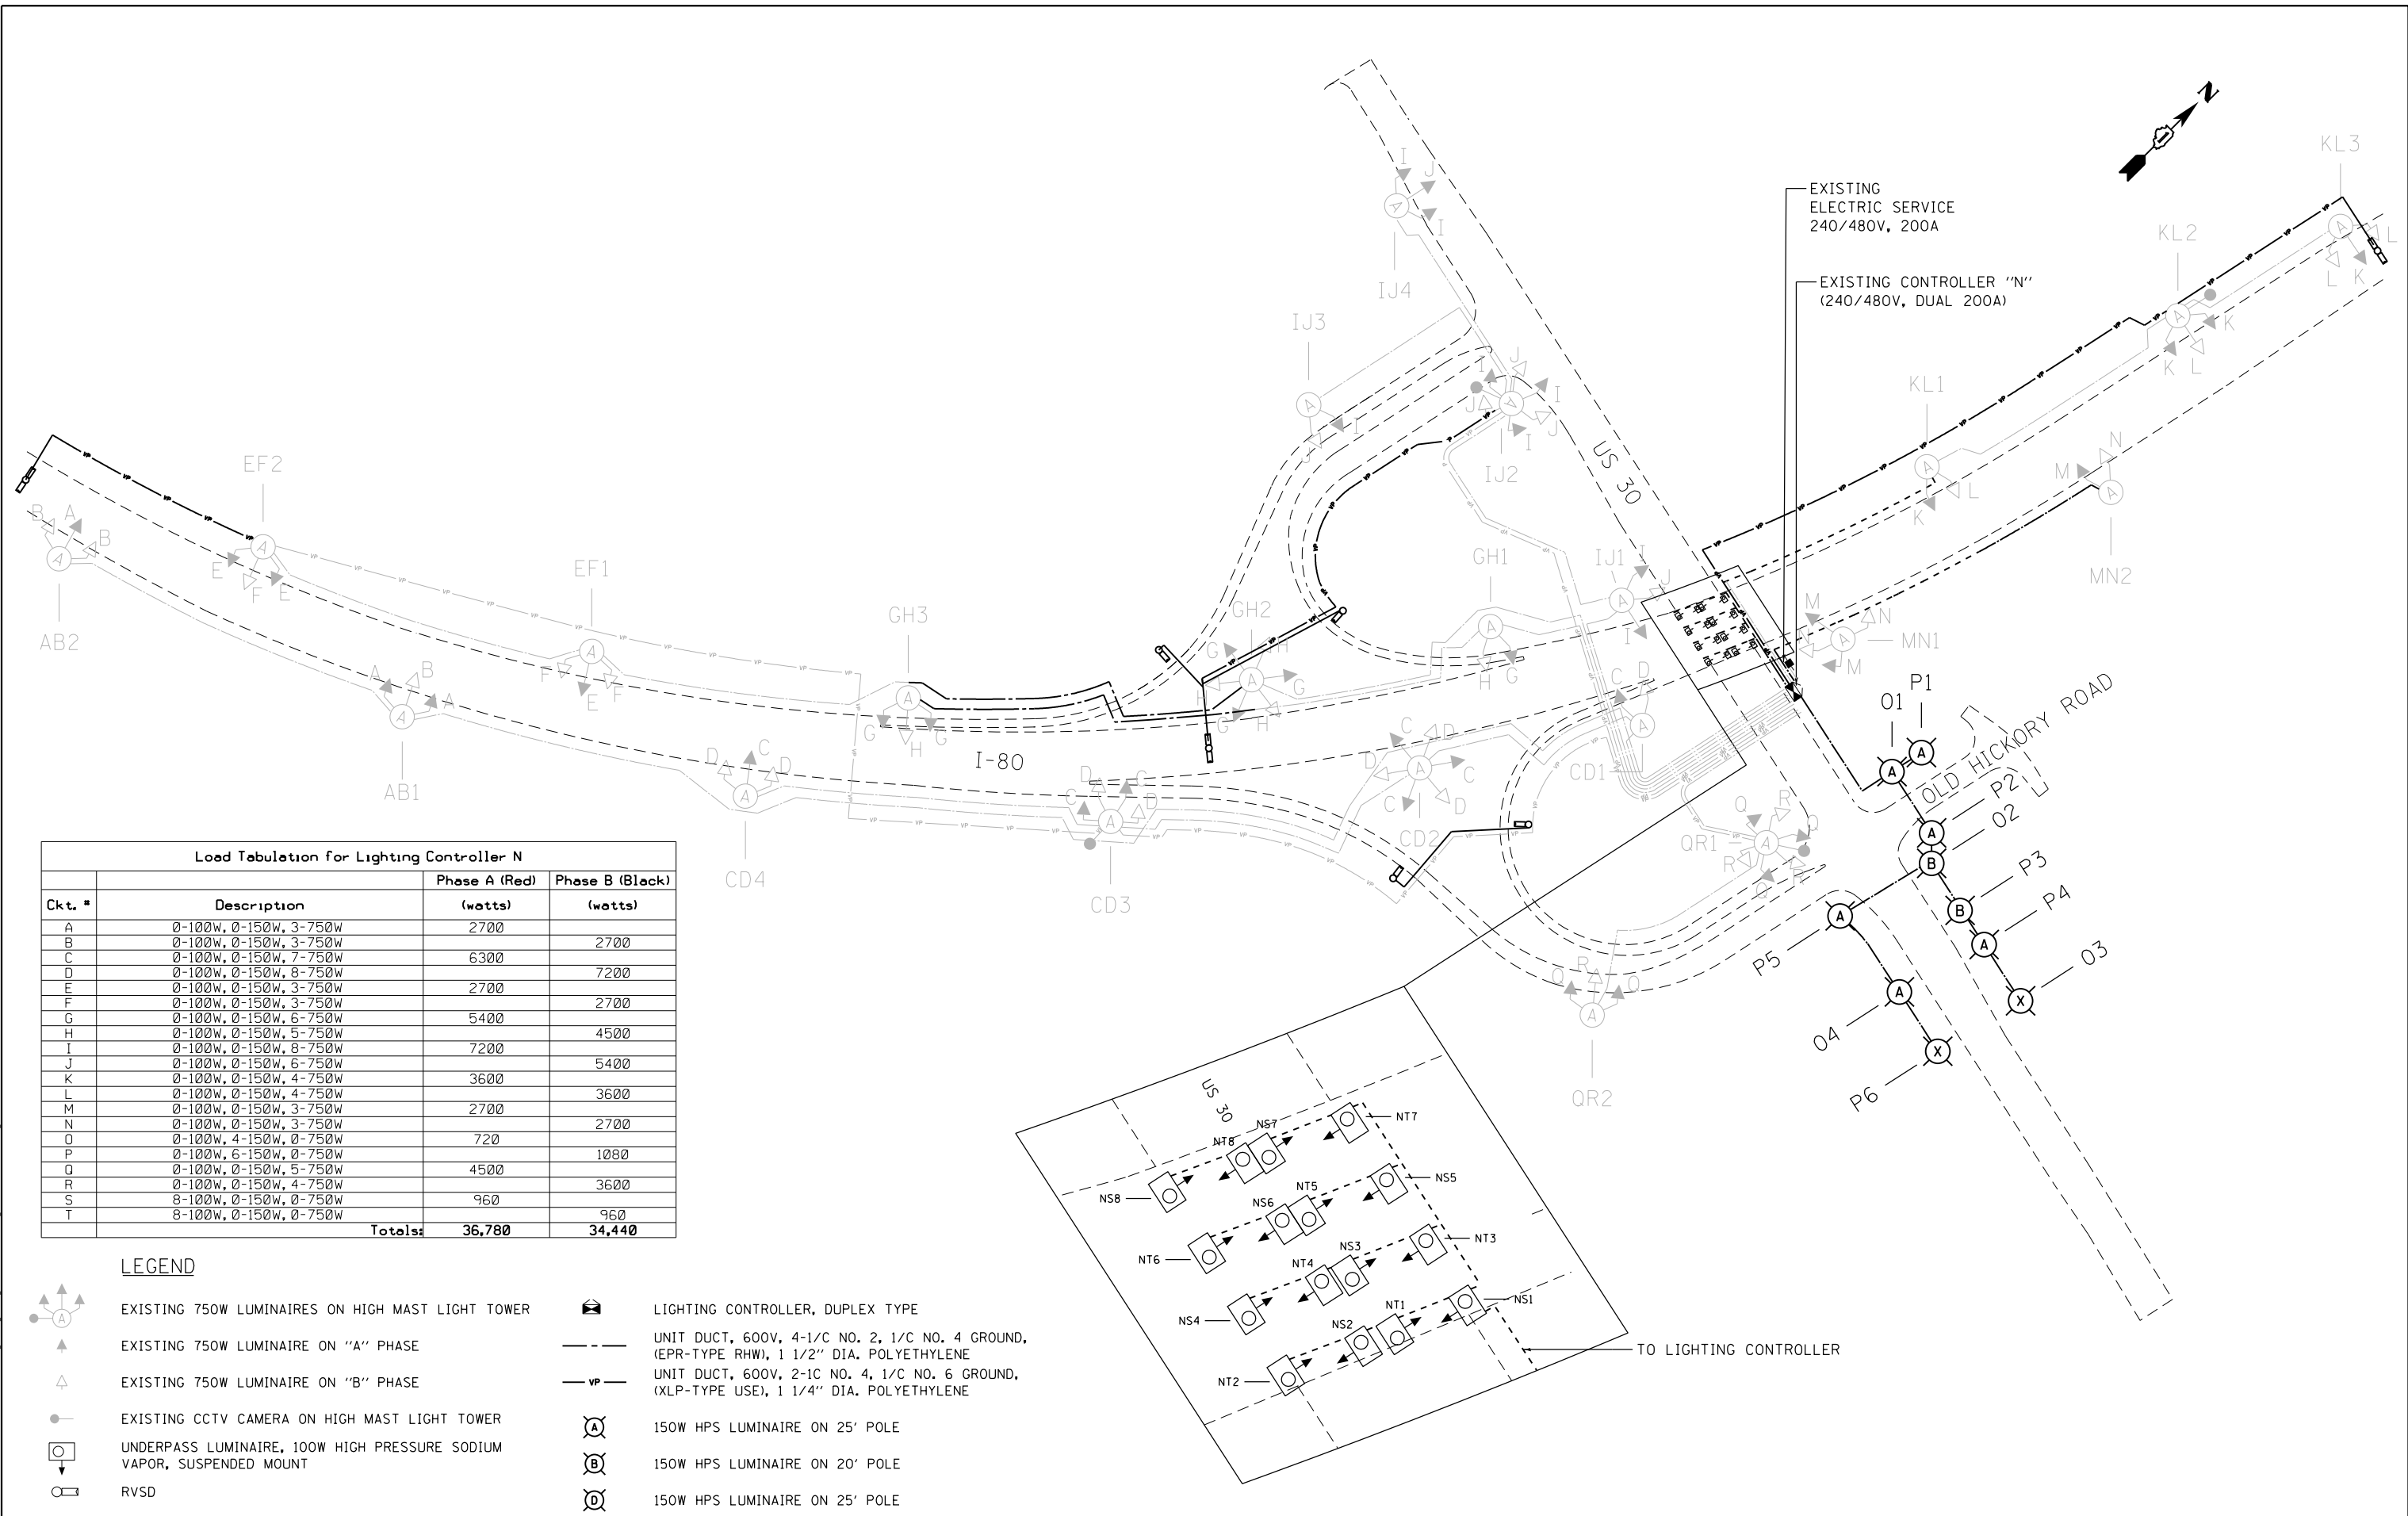 N
KL3
EXISTING
ELECTRIC SERVICE
240/480V, 200A
EXISTING CONTROLLER "N"
(240/480V, DUAL 200A)
KL2
KL1
IJ4
IJ3
IJ2
US 30
IJ1
GH1
GH2
GH3
EF2
EF1
AB2
AB1
MN2
MN1
I-80
CD1
CD2
CD3
CD4
QR1
QR2
O1
P1
OLD HICKORY ROAD
P2
O2
P3
P4
O3
P5
O4
P6
Load Tabulation for Lighting Controller N
Phase A (Red) Phase B (Black)
Ckt. # Description (watts) (watts)
A 0-100W, 0-150W, 3-750W 2700
B 0-100W, 0-150W, 3-750W 2700
C 0-100W, 0-150W, 7-750W 6300
D 0-100W, 0-150W, 8-750W 7200
E 0-100W, 0-150W, 3-750W 2700
F 0-100W, 0-150W, 3-750W 2700
G 0-100W, 0-150W, 6-750W 5400
H 0-100W, 0-150W, 5-750W 4500
I 0-100W, 0-150W, 8-750W 7200
J 0-100W, 0-150W, 6-750W 5400
K 0-100W, 0-150W, 4-750W 3600
L 0-100W, 0-150W, 4-750W 3600
M 0-100W, 0-150W, 3-750W 2700
N 0-100W, 0-150W, 3-750W 2700
O 0-100W, 4-150W, 0-750W 720
P 0-100W, 6-150W, 0-750W 1080
Q 0-100W, 0-150W, 5-750W 4500
R 0-100W, 0-150W, 4-750W 3600
S 8-100W, 0-150W, 0-750W 960
T 8-100W, 0-150W, 0-750W 960
Totals: 36,780 34,440
US 30
NT7
NS7
NT8
NS8
NS5
NT5
NS6
NT6
NT3
NS3
NT4
NS4
NS1
NT1
NS2
NT2
TO LIGHTING CONTROLLER
LEGEND
A
EXISTING 750W LUMINAIRES ON HIGH MAST LIGHT TOWER
EXISTING 750W LUMINAIRE ON "A" PHASE
EXISTING 750W LUMINAIRE ON "B" PHASE
EXISTING CCTV CAMERA ON HIGH MAST LIGHT TOWER
UNDERPASS LUMINAIRE, 100W HIGH PRESSURE SODIUM
VAPOR, SUSPENDED MOUNT
RVSD
LIGHTING CONTROLLER, DUPLEX TYPE
UNIT DUCT, 600V, 4-1/C NO. 2, 1/C NO. 4 GROUND,
(EPR-TYPE RHW), 1 1/2" DIA. POLYETHYLENE
VP UNIT DUCT, 600V, 2-1C NO. 4, 1/C NO. 6 GROUND,
(XLP-TYPE USE), 1 1/4" DIA. POLYETHYLENE
A 150W HPS LUMINAIRE ON 25' POLE
B 150W HPS LUMINAIRE ON 20' POLE
D 150W HPS LUMINAIRE ON 25' POLE